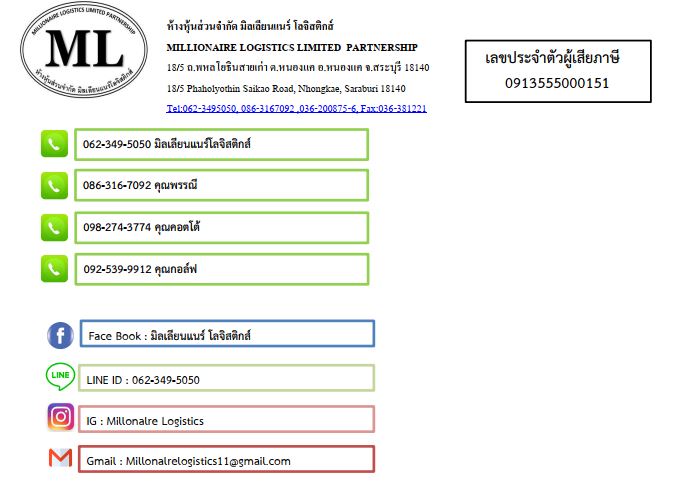 MILLIONAIRE LOGISTICS LIMITED PARTNERSHIP
ML
ห้างหุ้นส่วนจำกัด มิลเลียนแนร์ โลจิสติกส์
ห้างหุ้นส่วนจำกัด มิลเลียนแนร์ โลจิสติกส์
MILLIONAIRE LOGISTICS LIMITED PARTNERSHIP
18/5 ถ.พหลโยธินสายเก่า ต.หนองแค อ.หนองแค จ.สระบุรี 18140
18/5 Phaholyothin Saikao Road, Nhongkae, Saraburi 18140
Tel:062-3495050, 086-3167092 ,036-200875-6, Fax:036-381221
เลขประจำตัวผู้เสียภาษี
0913555000151
062-349-5050 มิลเลียนแนร์โลจิสติกส์
086-316-7092 คุณพรรณี
098-274-3774 คุณคอตโต้
092-539-9912 คุณกอล์ฟ
Face Book : มิลเลียนแนร์ โลจิสติกส์
LINE
LINE ID : 062-349-5050
IG : Millonalre Logistics
Gmail : Millonalrelogistics11@gmail.com